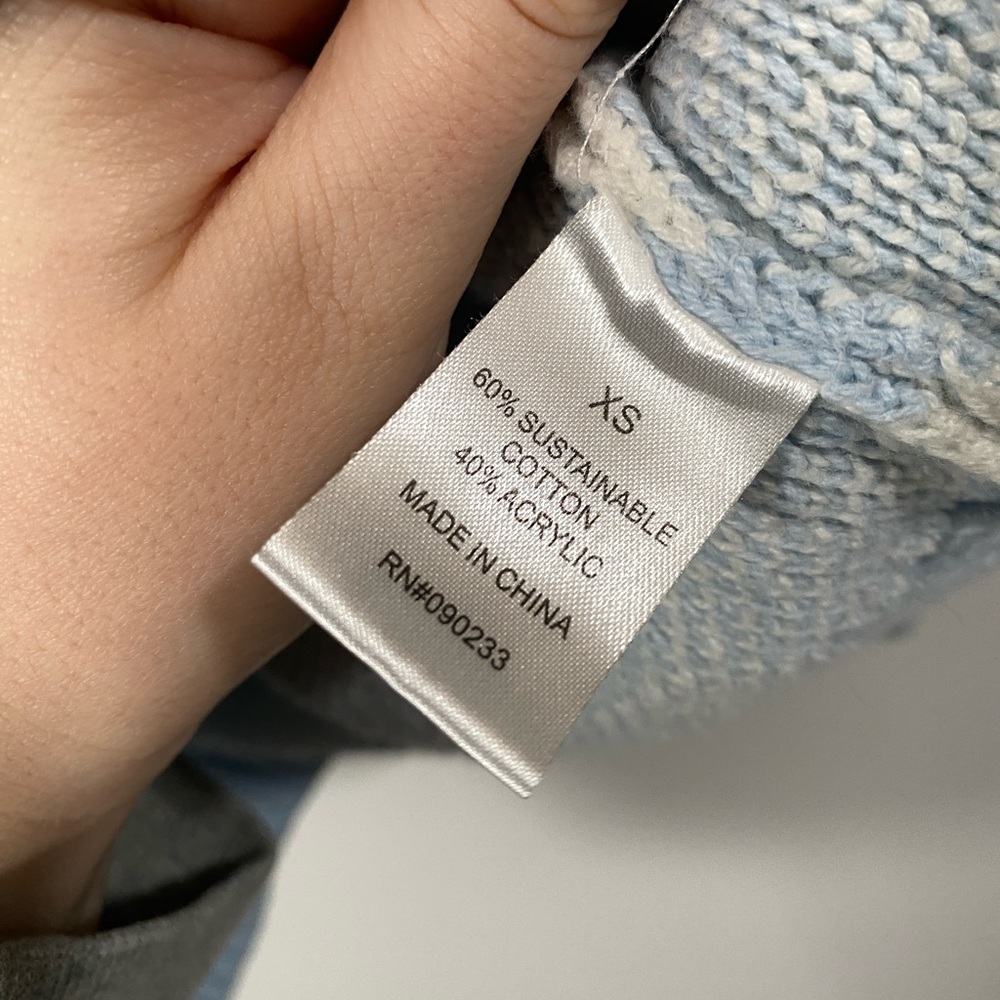 XS
60% SUSTAINABLE
COTTON
40% ACRYLIC
MADE IN CHINA
RN#090233